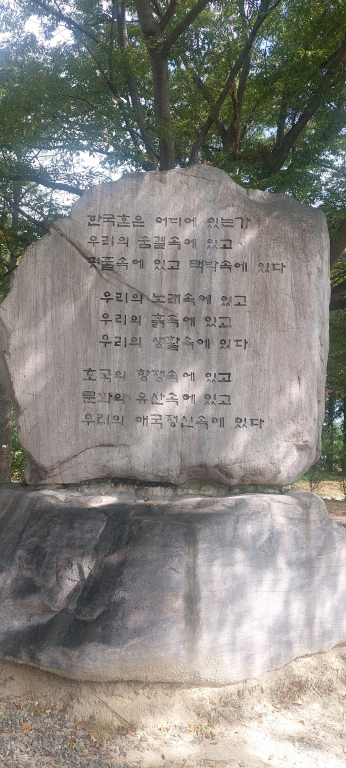 한국혼은 어디에 있는가
우리의 숨결속에 있고
핏줄속에 있고 맥박속에 있다
우리의 노래속에 있고
우리의 흙속에 있고
우리의 생활속에 있다
호국의 함성속에 있고
문화의 유산속에 있고
우리의 애국정신속에 있다